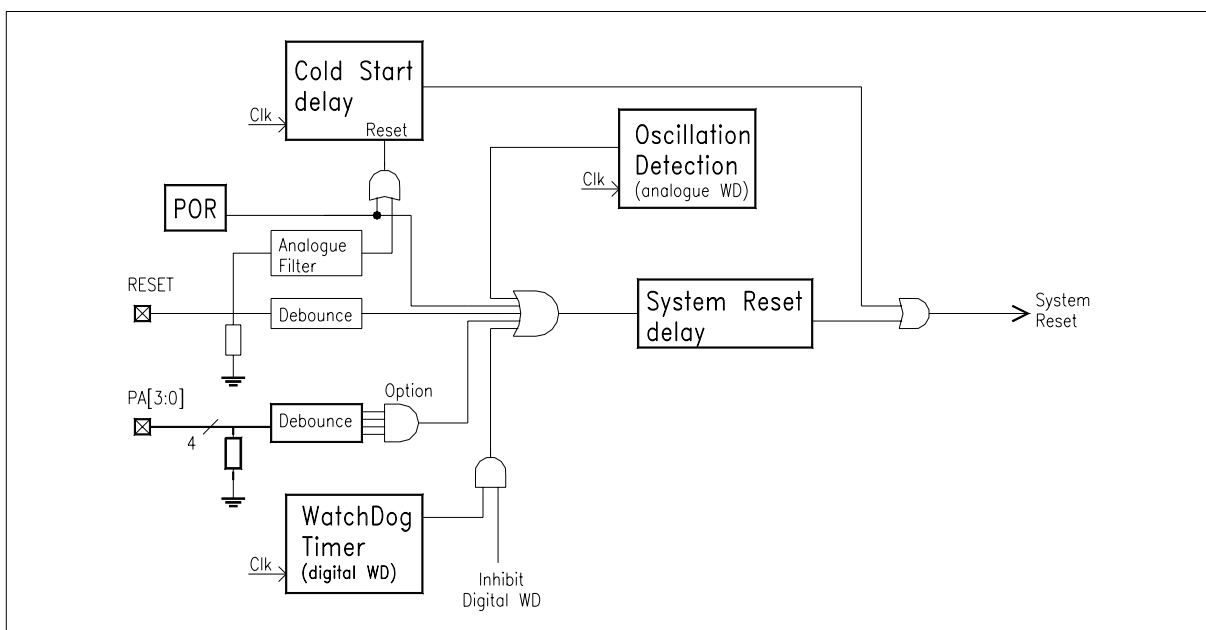 Cold Start
delay
Clk
Reset
Oscillation
Detection
(analogue WD)
Clk
POR
Analogue
Filter
RESET
Debounce
System Reset
delay
System
Reset
PA[3:0]
4
Debounce
Option
WatchDog
Timer
(digital WD)
Clk
Inhibit
Digital WD